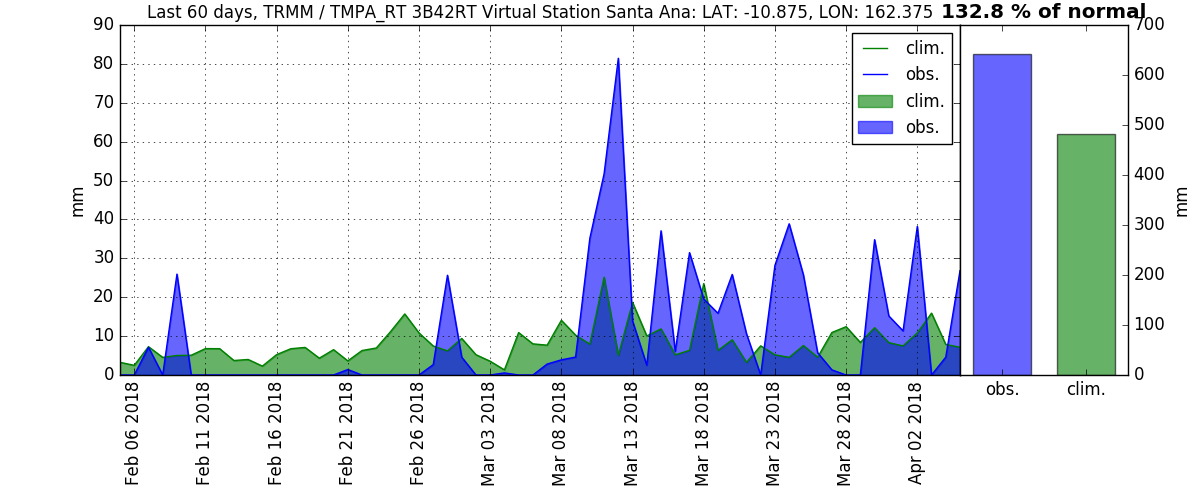 Last 60 days, TRMM / TMPA_RT 3B42RT Virtual Station Santa Ana: LAT: -10.875, LON: 162.375 132.8 % of normal
90
80
70
60
50
40
30
20
10
0
mm
clim.
obs.
clim.
obs.
700
600
500
400
300
200
100
0
mm
Feb 06 2018
Feb 11 2018
Feb 16 2018
Feb 21 2018
Feb 26 2018
Mar 03 2018
Mar 08 2018
Mar 13 2018
Mar 18 2018
Mar 23 2018
Mar 28 2018
Apr 02 2018
obs.
clim.